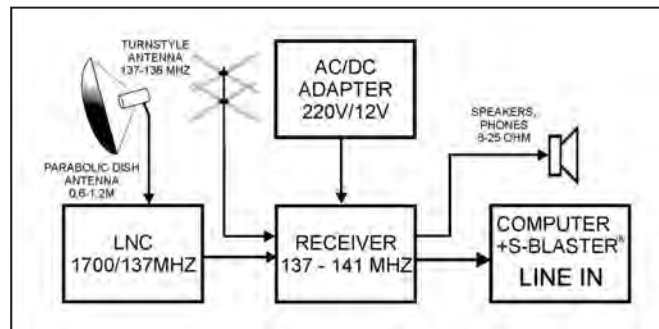 TURNSTYLE
ANTENNA
137-138 MHZ
AC/DC
ADAPTER
220V/12V
SPEAKERS,
PHONES
8-25 OHM
PARABOLIC DISH
ANTENNA
0,6-1,2M
LNC
1700/137MHZ
RECEIVER
137 - 141 MHZ
COMPUTER
+S-BLASTER®
LINE IN